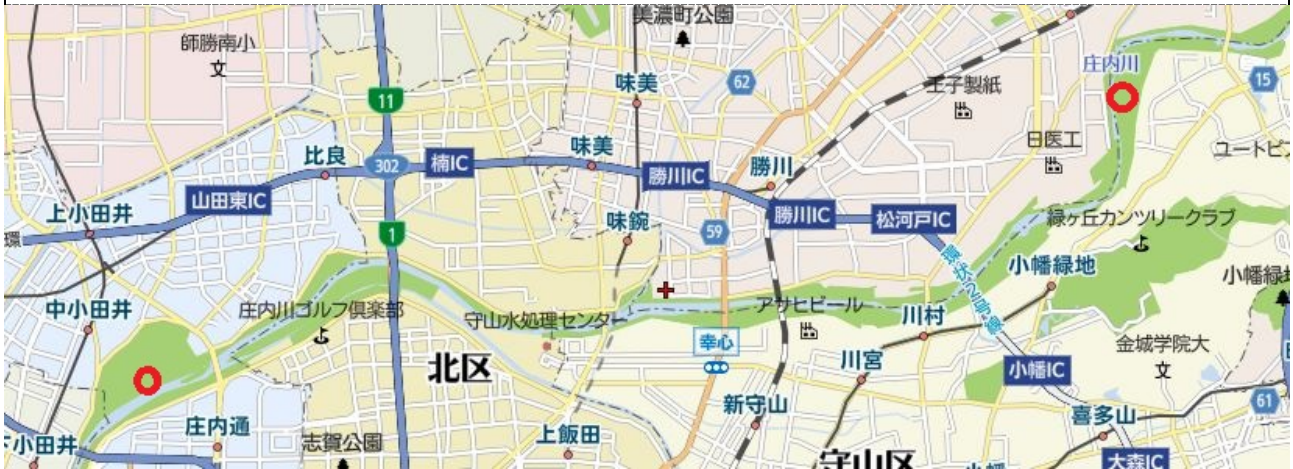 美濃町公園
師勝南小
文
庄内川
62
15
味美
王子製紙
11
日医工
味美
比良
302
楠IC
勝川
ユートピ
勝川IC
山田東IC
上小田井
勝川IC
松河戸IC
緑ヶ丘カンツリークラブ
味鋺
59
1
環
環状2号線
小幡緑地
小幡緑地
中小田井
庄内川ゴルフ倶楽部
アサヒビール
守山水処理センター
川村
幸心
金城学院大
文
北区
川宮
小幡IC
新守山
61
庄内通
喜多山
小田井
志賀公園
上飯田
守山区
小幡
大森IC